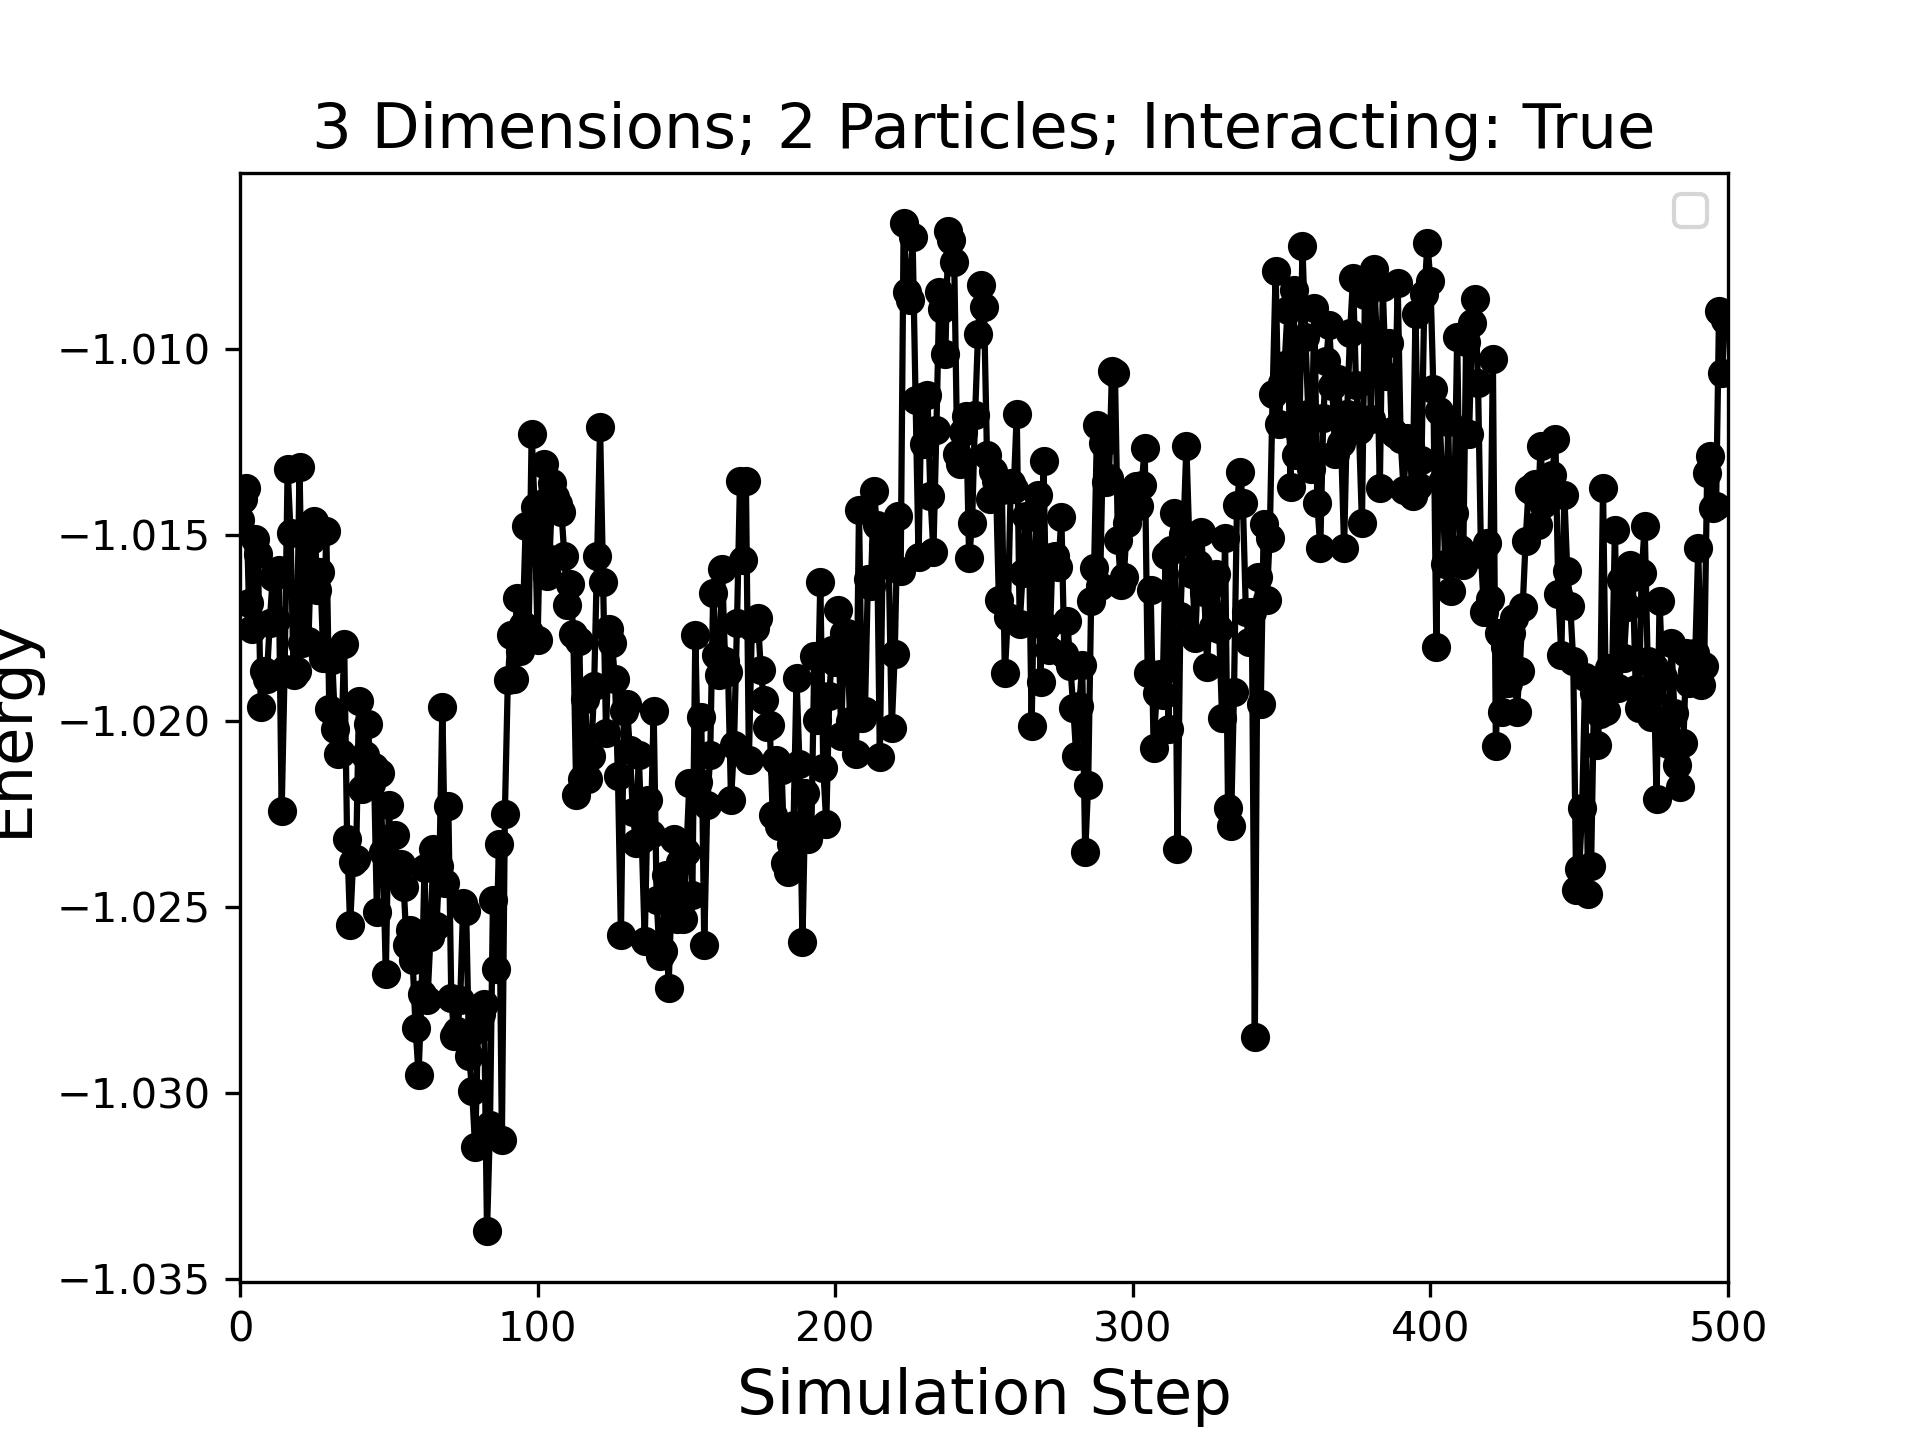 3 Dimensions; 2 Particles; Interacting: True
Energy
−1.010
−1.015
−1.020
−1.025
−1.030
−1.035
0 100 200 300 400 500
Simulation Step